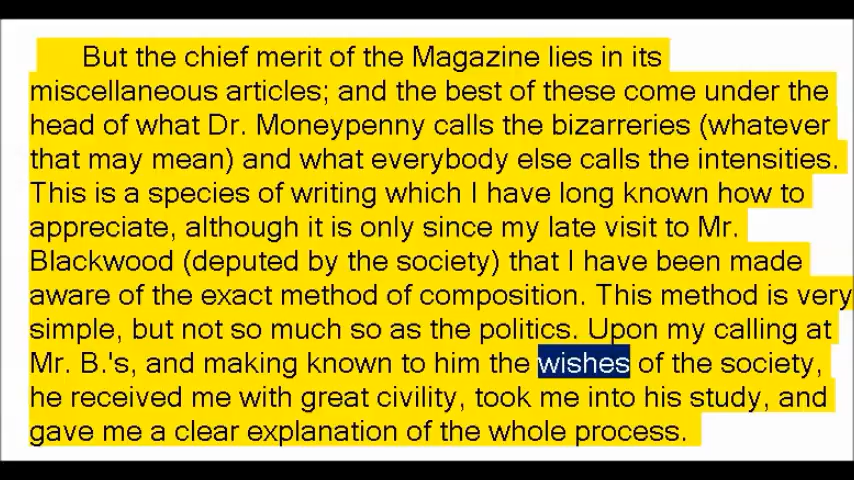 But the chief merit of the Magazine lies in its
miscellaneous articles; and the best of these come under the
head of what Dr. Moneypenny calls the bizarreries (whatever
that may mean) and what everybody else calls the intensities.
This is a species of writing which I have long known how to
appreciate, although it is only since my late visit to Mr.
Blackwood (deputed by the society) that I have been made
aware of the exact method of composition. This method is very
simple, but not so much so as the politics. Upon my calling at
Mr. B.'s, and making known to him the wishes of the society,
he received me with great civility, took me into his study, and
gave me a clear explanation of the whole process.